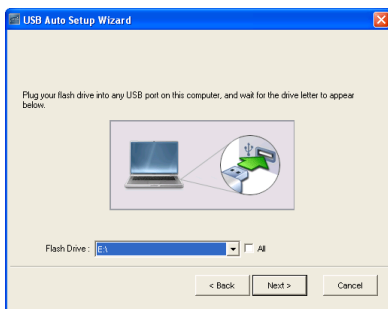 USB Auto Setup Wizard
Plug your flash drive into any USB port on this computer, and wait for the drive letter to appear
below.
Flash Drive : E:\ All
< Back Next > Cancel